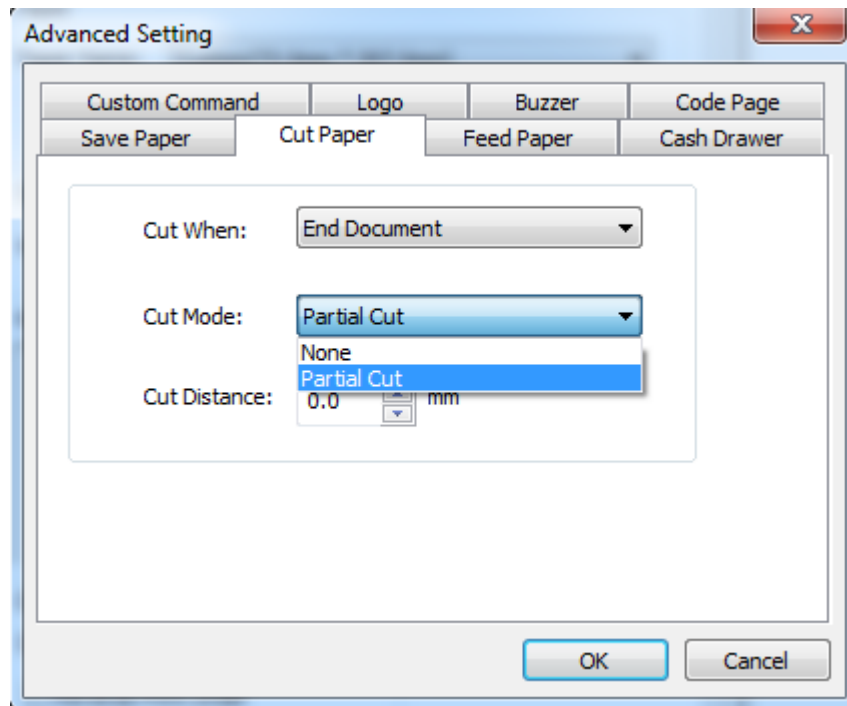 Advanced Setting
Custom Command Logo Buzzer Code Page
Save Paper Cut Paper Feed Paper Cash Drawer
Cut When: End Document
Cut Mode: Partial Cut
None
Partial Cut
Cut Distance: 0.0 mm
OK Cancel